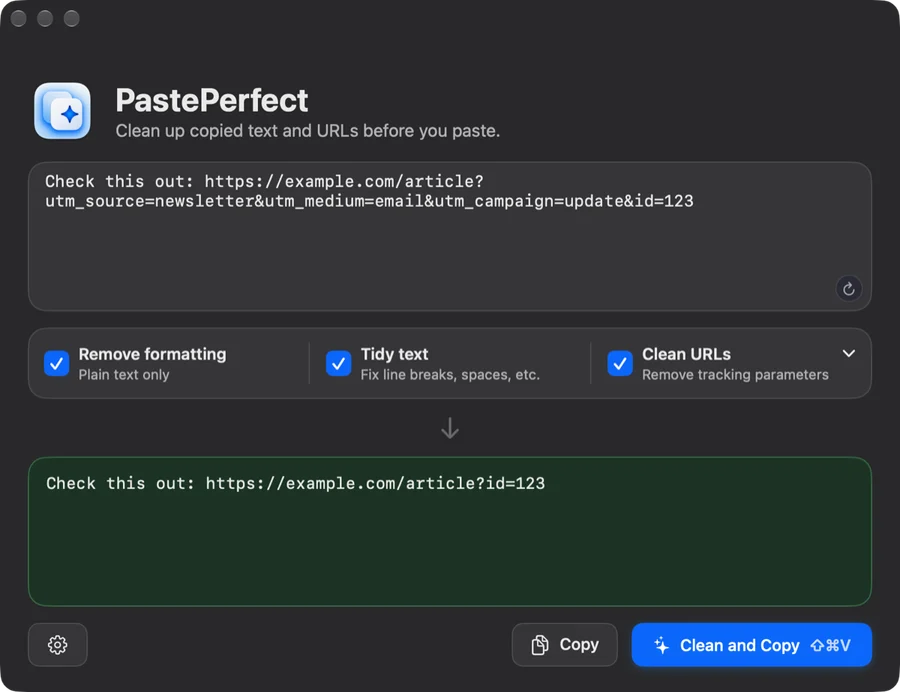 PastePerfect
Clean up copied text and URLs before you paste.
Check this out: https://example.com/article?
utm_source=newsletter&utm_medium=email&utm_campaign=update&id=123
Remove formatting
Plain text only
Tidy text
Fix line breaks, spaces, etc.
Clean URLs
Remove tracking parameters
Check this out: https://example.com/article?id=123
Copy
Clean and Copy ⇧⌘V